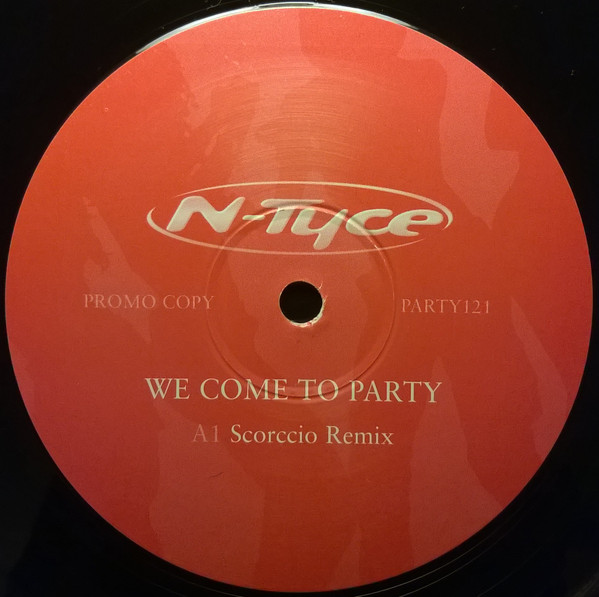 N-Tyce
PROMO COPY PARTY121
WE COME TO PARTY
A1 Scorccio Remix